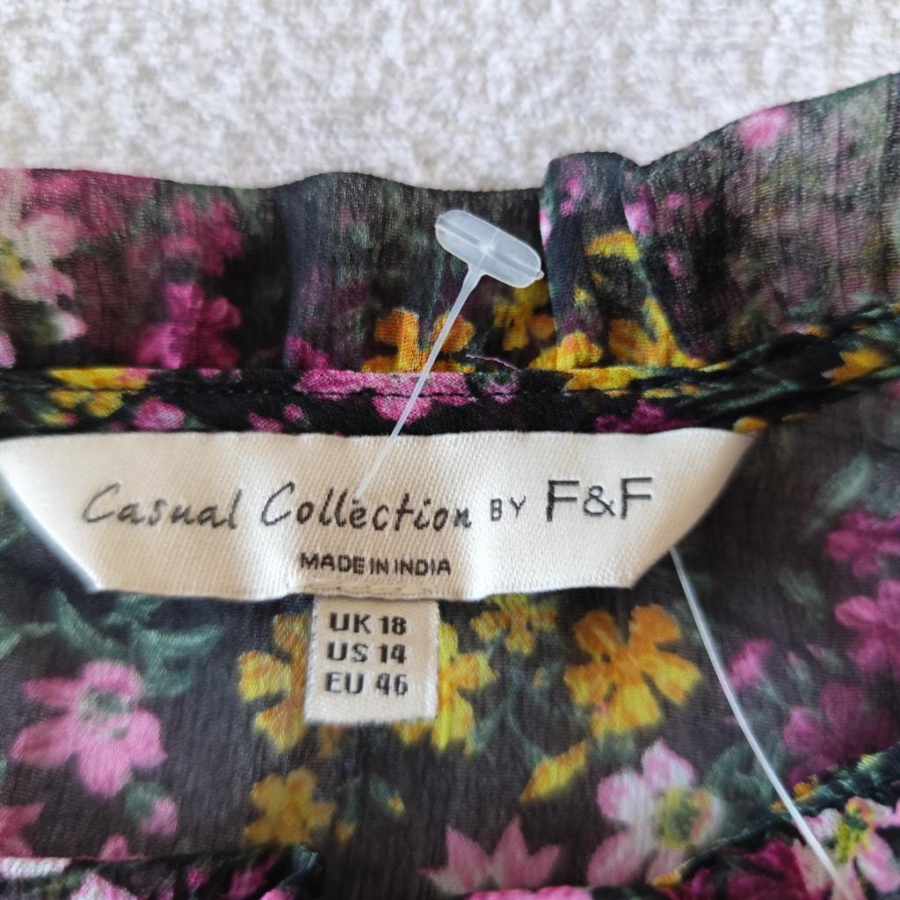 Casual Collection BY F&F
MADE IN INDIA
UK 18
US 14
EU 46